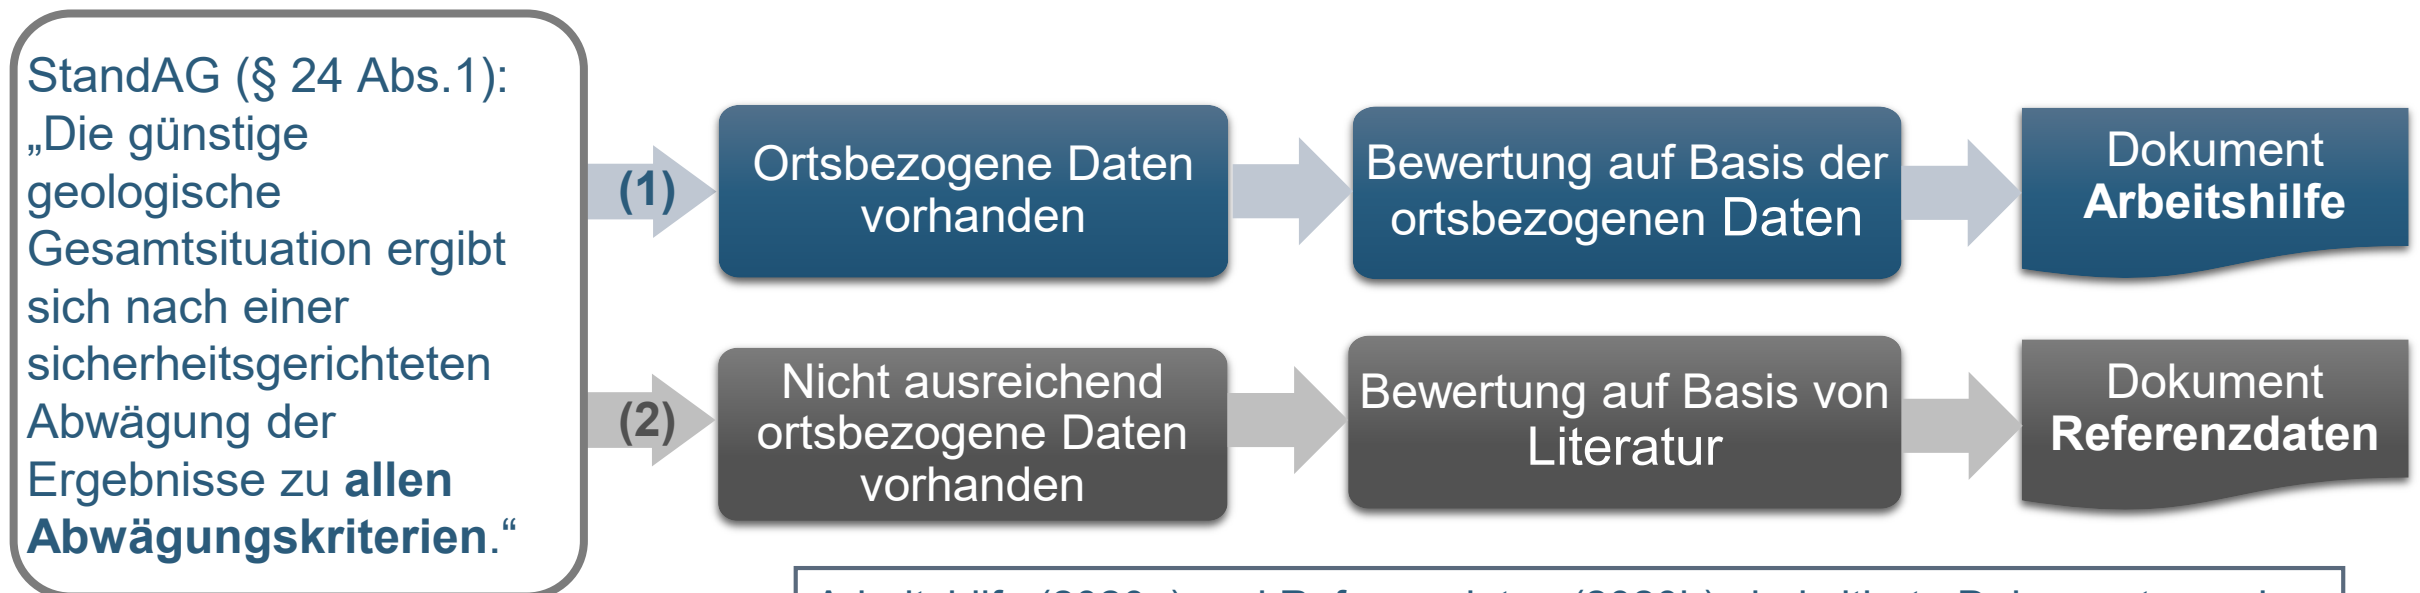 StandAG (§ 24 Abs.1):
„Die günstige
geologische
Gesamtsituation ergibt
sich nach einer
sicherheitsgerichteten
Abwägung der
Ergebnisse zu allen
Abwägungskriterien.“
(1)
Ortsbezogene Daten
vorhanden
Bewertung auf Basis der
ortsbezogenen Daten
Dokument
Arbeitshilfe
(2)
Nicht ausreichend
ortsbezogene Daten
vorhanden
Bewertung auf Basis von
Literatur
Dokument
Referenzdaten